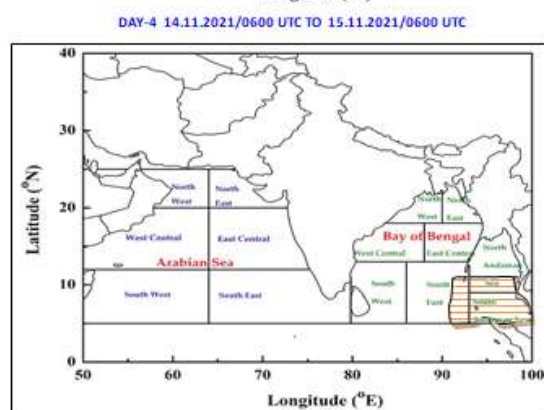 DAY-4 14.11.2021/0600 UTC TO 15.11.2021/0600 UTC
40
30
20
10
0
Latitude (°N)
North
West
North
East
West Central
East Central
Arabian Sea
South West
South East
North
West
North
East
Bay of Bengal
West Central
East Central
South
West
South
East
North
Andaman
Sea
South
50
60
70
80
90
100
Longitude (°E)